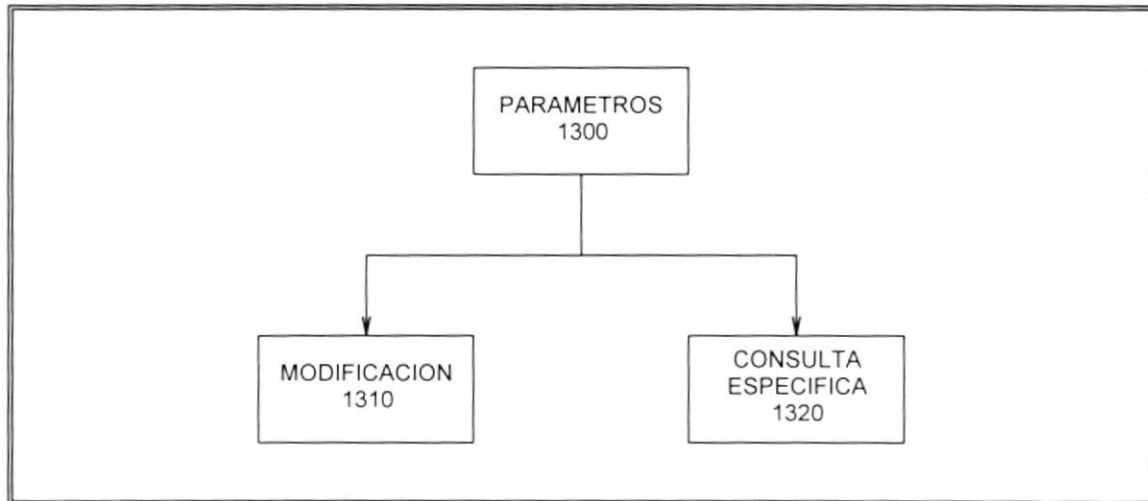 PARAMETROS
1300
MODIFICACION
1310
CONSULTA
ESPECIFICA
1320